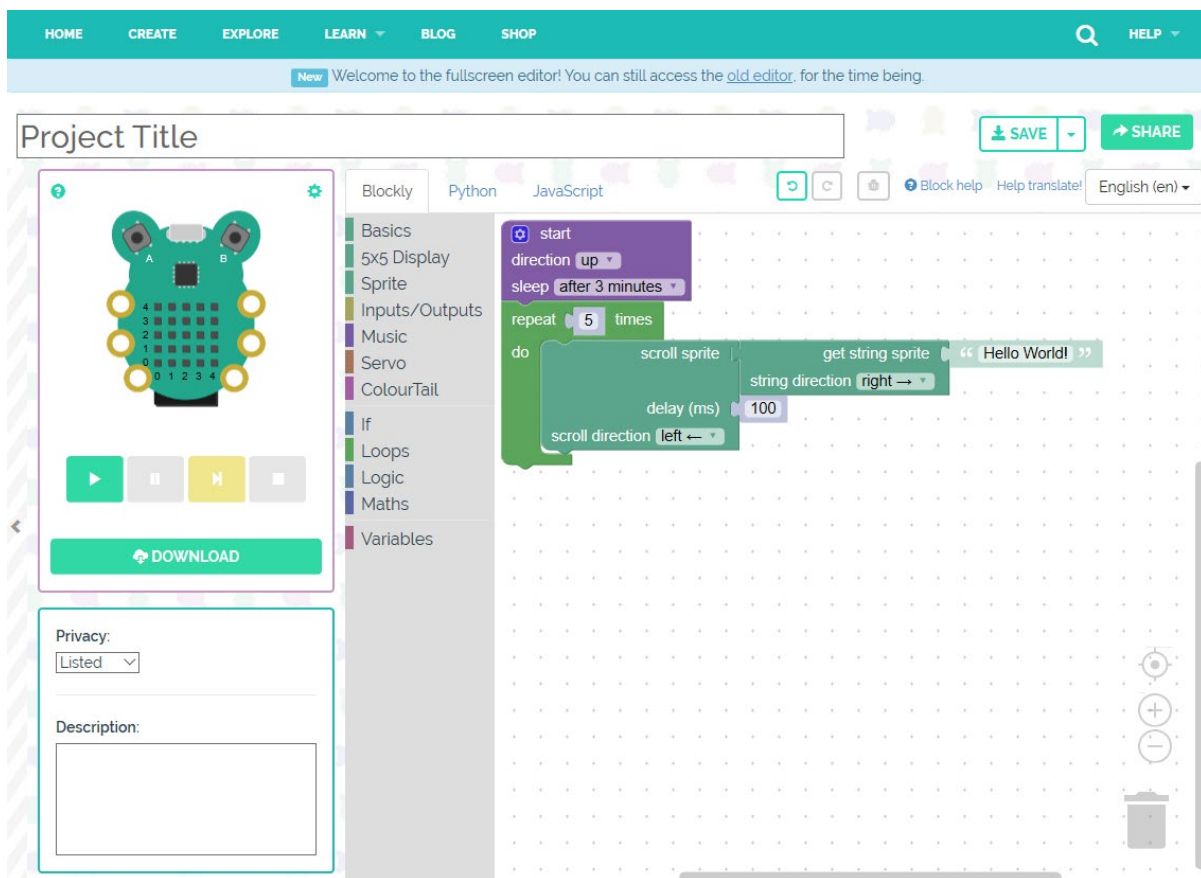 HOME CREATE EXPLORE LEARN BLOG SHOP HELP
New Welcome to the fullscreen editor! You can still access the old editor, for the time being.
Project Title
SAVE SHARE
Blockly Python JavaScript
Block help Help translate! English (en)
A B
4
3
2
1
0
0 1 2 3 4
DOWNLOAD
Privacy:
Listed
Description:
Basics
5x5 Display
Sprite
Inputs/Outputs
Music
Servo
ColourTail
If
Loops
Logic
Maths
Variables
start
direction up
sleep after 3 minutes
repeat 5 times
do scroll sprite get string sprite “ Hello World! ”
string direction right →
delay (ms) 100
scroll direction left ←